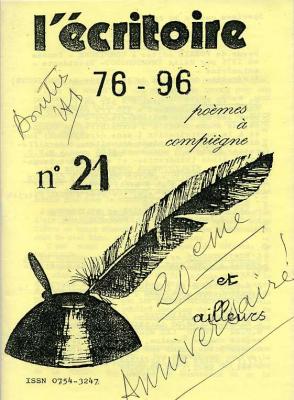 l'écritoire
76 - 96
poèmes
à
compiègne
n° 21
20ème
et
ailleurs
Anniversaire!
ISSN 0754-3247